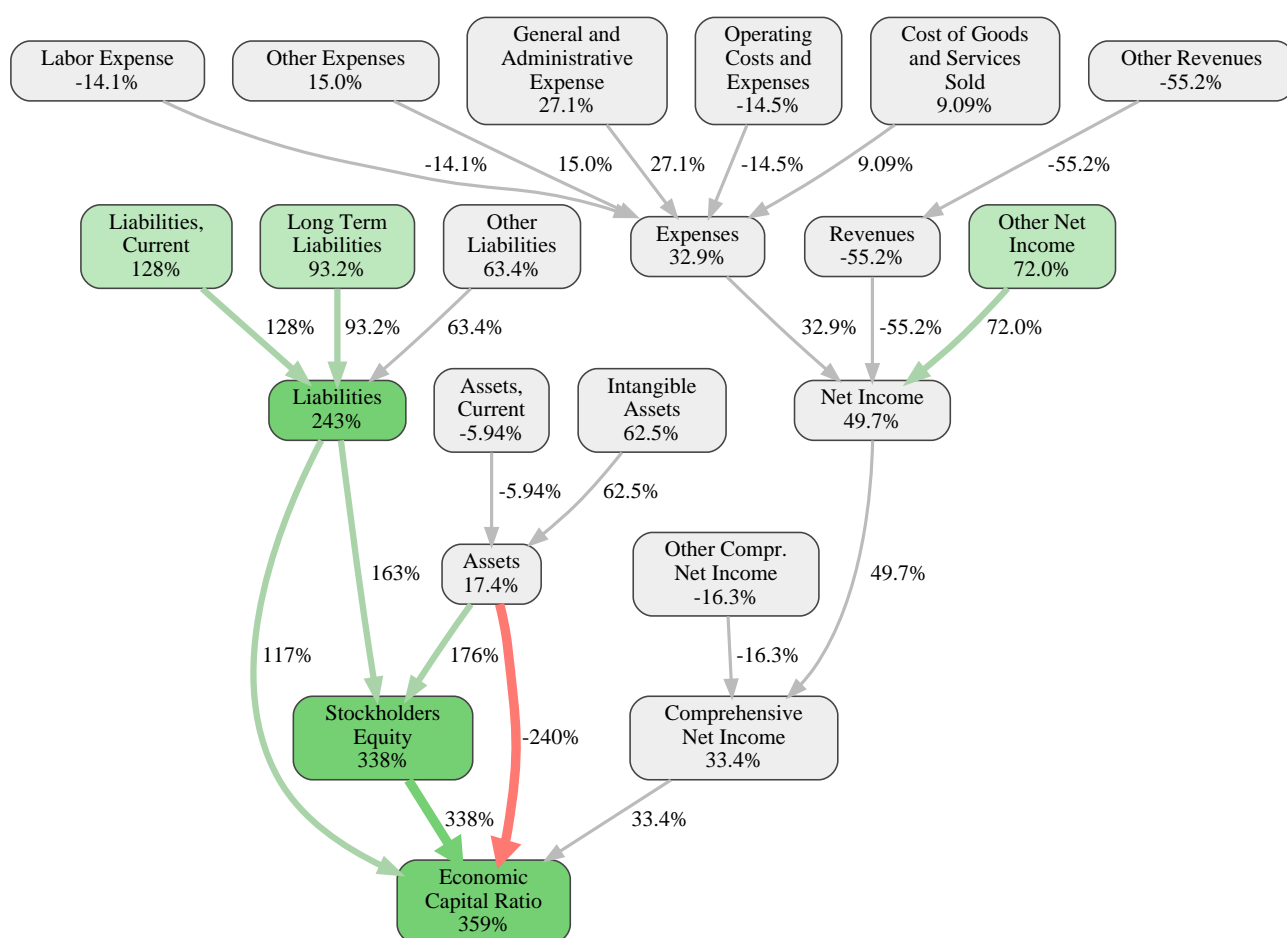 Labor Expense
-14.1%
Other Expenses
15.0%
General and
Administrative
Expense
27.1%
Operating
Costs and
Expenses
-14.5%
Cost of Goods
and Services
Sold
9.09%
Other Revenues
-55.2%
-14.1%
15.0%
27.1%
-14.5%
9.09%
-55.2%
Liabilities,
Current
128%
Long Term
Liabilities
93.2%
Other
Liabilities
63.4%
Expenses
32.9%
Revenues
-55.2%
Other Net
Income
72.0%
128%
93.2%
63.4%
32.9%
-55.2%
72.0%
Liabilities
243%
Assets,
Current
-5.94%
Intangible
Assets
62.5%
Net Income
49.7%
-5.94%
62.5%
Assets
17.4%
Other Compr.
Net Income
-16.3%
163%
49.7%
117%
176%
-240%
-16.3%
Stockholders
Equity
338%
Comprehensive
Net Income
33.4%
338%
33.4%
Economic
Capital Ratio
359%